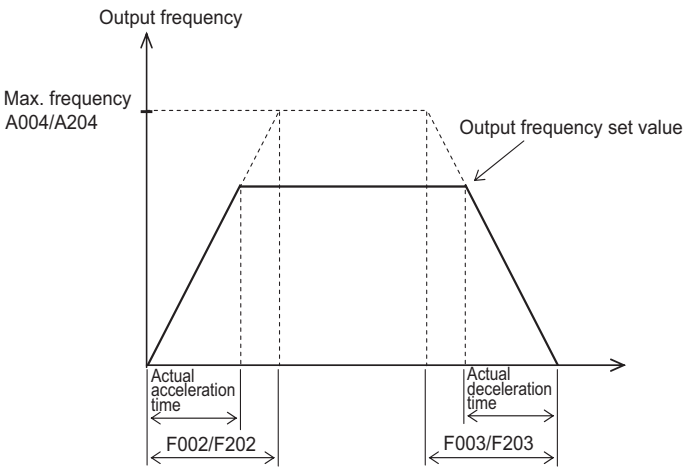 Output frequency
Max. frequency
A004/A204
Output frequency set value
Actual
acceleration
time
Actual
deceleration
time
F002/F202
F003/F203